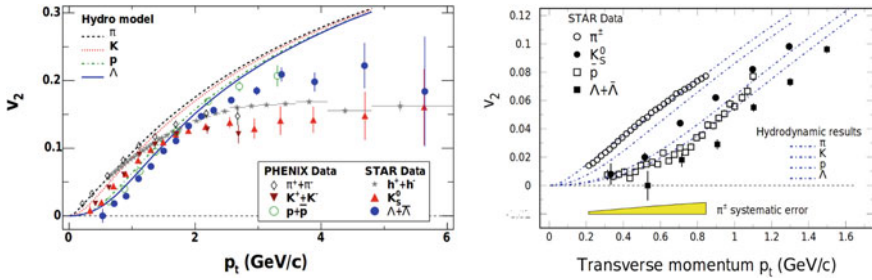 Hydro model
π
K
p
Λ
v2
0.3
0.2
0.1
0
0 2 4 6
pt (GeV/c)
PHENIX Data
π++π-
K++K-
p+p̄
STAR Data
h++h-
K0S
Λ+Λ̄
STAR Data
π±
K0S
p̄
Λ+Λ̄
v2
0.12
0.1
0.08
0.06
0.04
0.02
0
Hydrodynamic results
π
K
p
Λ
π± systematic error
0 0.2 0.4 0.6 0.8 1 1.2 1.4 1.6
Transverse momentum pt (GeV/c)